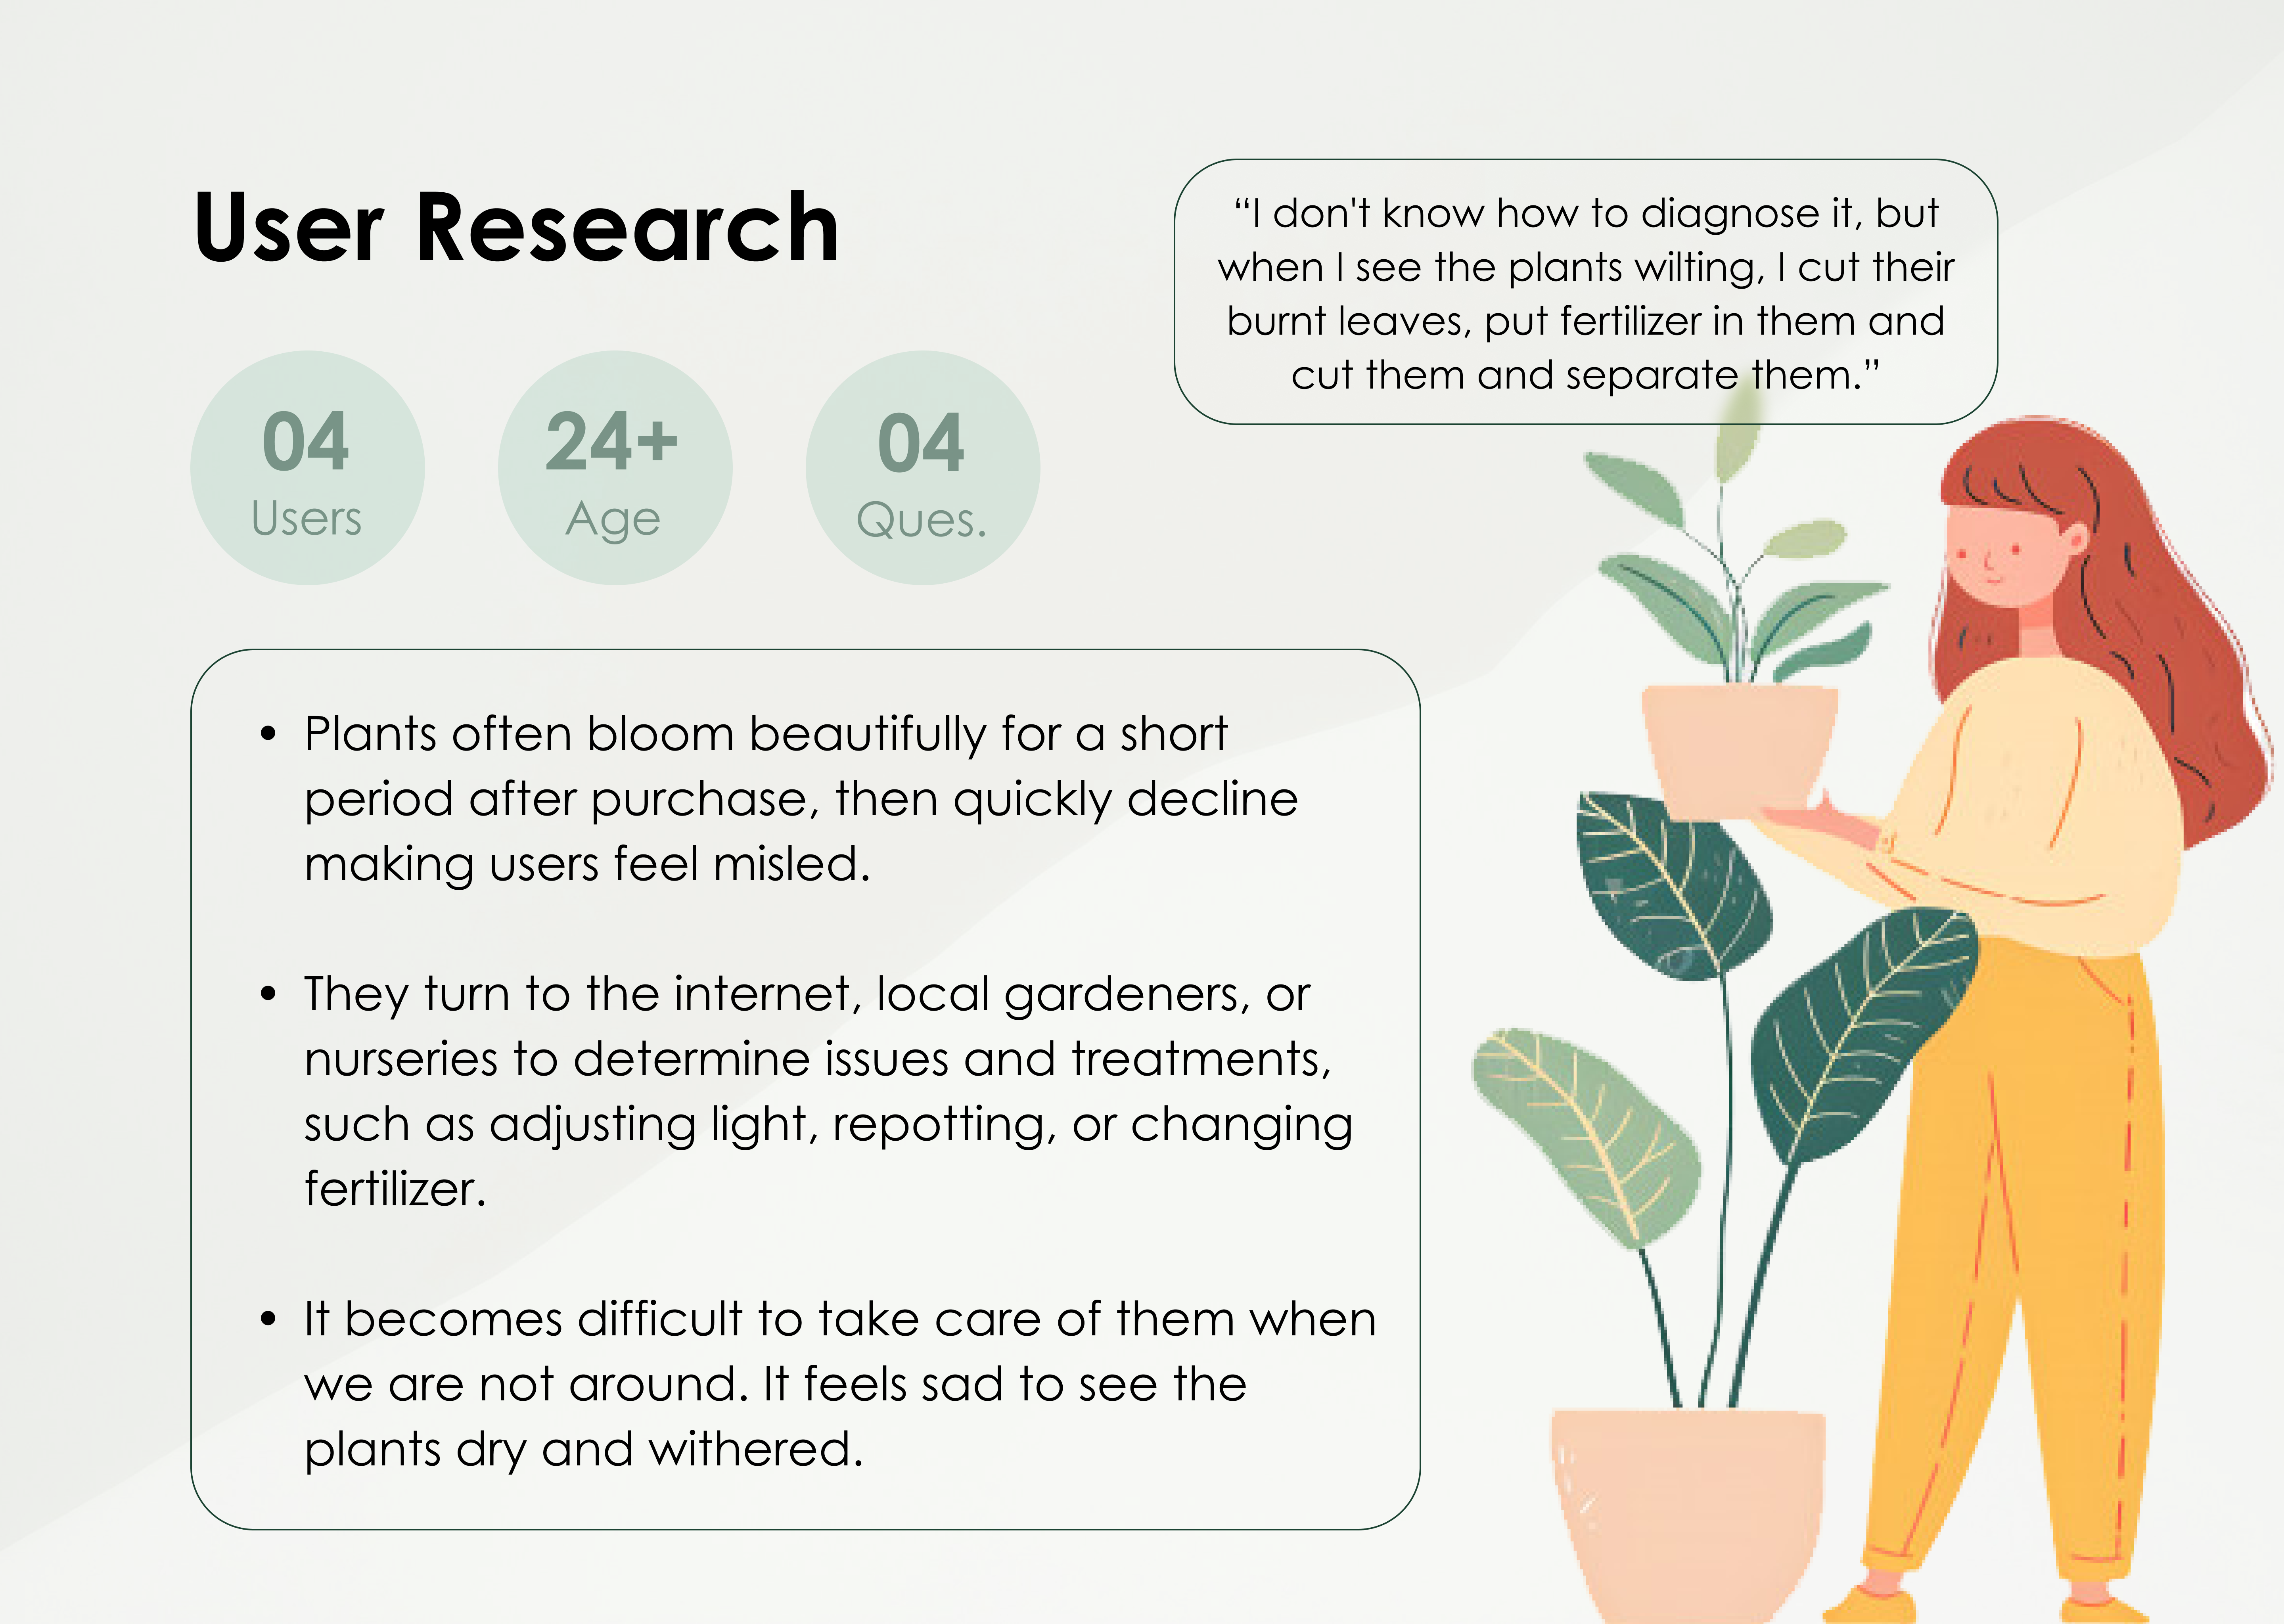 User Research
“I don't know how to diagnose it, but
when I see the plants wilting, I cut their
burnt leaves, put fertilizer in them and
cut them and separate them.”
04
Users
24+
Age
04
Ques.
• Plants often bloom beautifully for a short
period after purchase, then quickly decline
making users feel misled.
• They turn to the internet, local gardeners, or
nurseries to determine issues and treatments,
such as adjusting light, repotting, or changing
fertilizer.
• It becomes difficult to take care of them when
we are not around. It feels sad to see the
plants dry and withered.